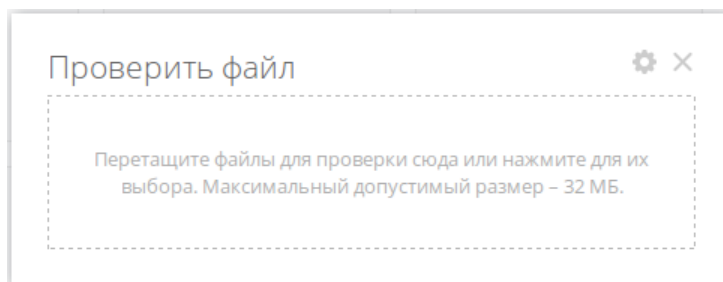 Проверить файл
Перетащите файлы для проверки сюда или нажмите для их
выбора. Максимальный допустимый размер – 32 МБ.